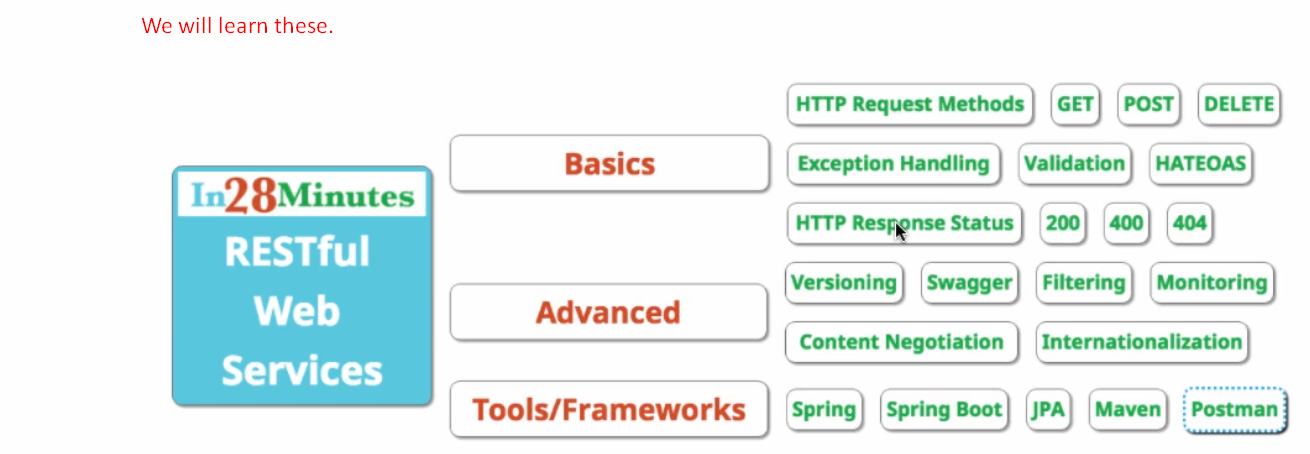 We will learn these.
In28Minutes
RESTful
Web
Services
Basics
HTTP Request Methods GET POST DELETE
Exception Handling Validation HATEOAS
HTTP Response Status 200 400 404
Advanced
Versioning Swagger Filtering Monitoring
Content Negotiation Internationalization
Tools/Frameworks
Spring Spring Boot JPA Maven Postman